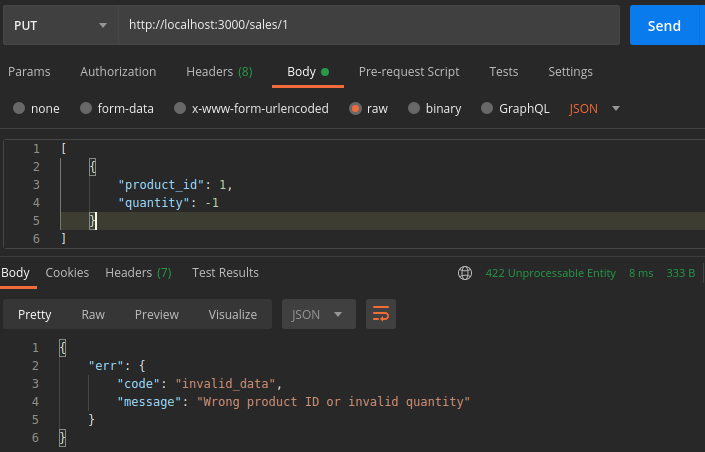 PUT http://localhost:3000/sales/1 Send
Params Authorization Headers (8) Body Pre-request Script Tests Settings
none form-data x-www-form-urlencoded raw binary GraphQL JSON
1 [
2 {
3 "product_id": 1,
4 "quantity": -1
5 }
6 ]
Body Cookies Headers (7) Test Results 422 Unprocessable Entity 8 ms 333 B
Pretty Raw Preview Visualize JSON
1 {
2 "err": {
3 "code": "invalid_data",
4 "message": "Wrong product ID or invalid quantity"
5 }
6 }